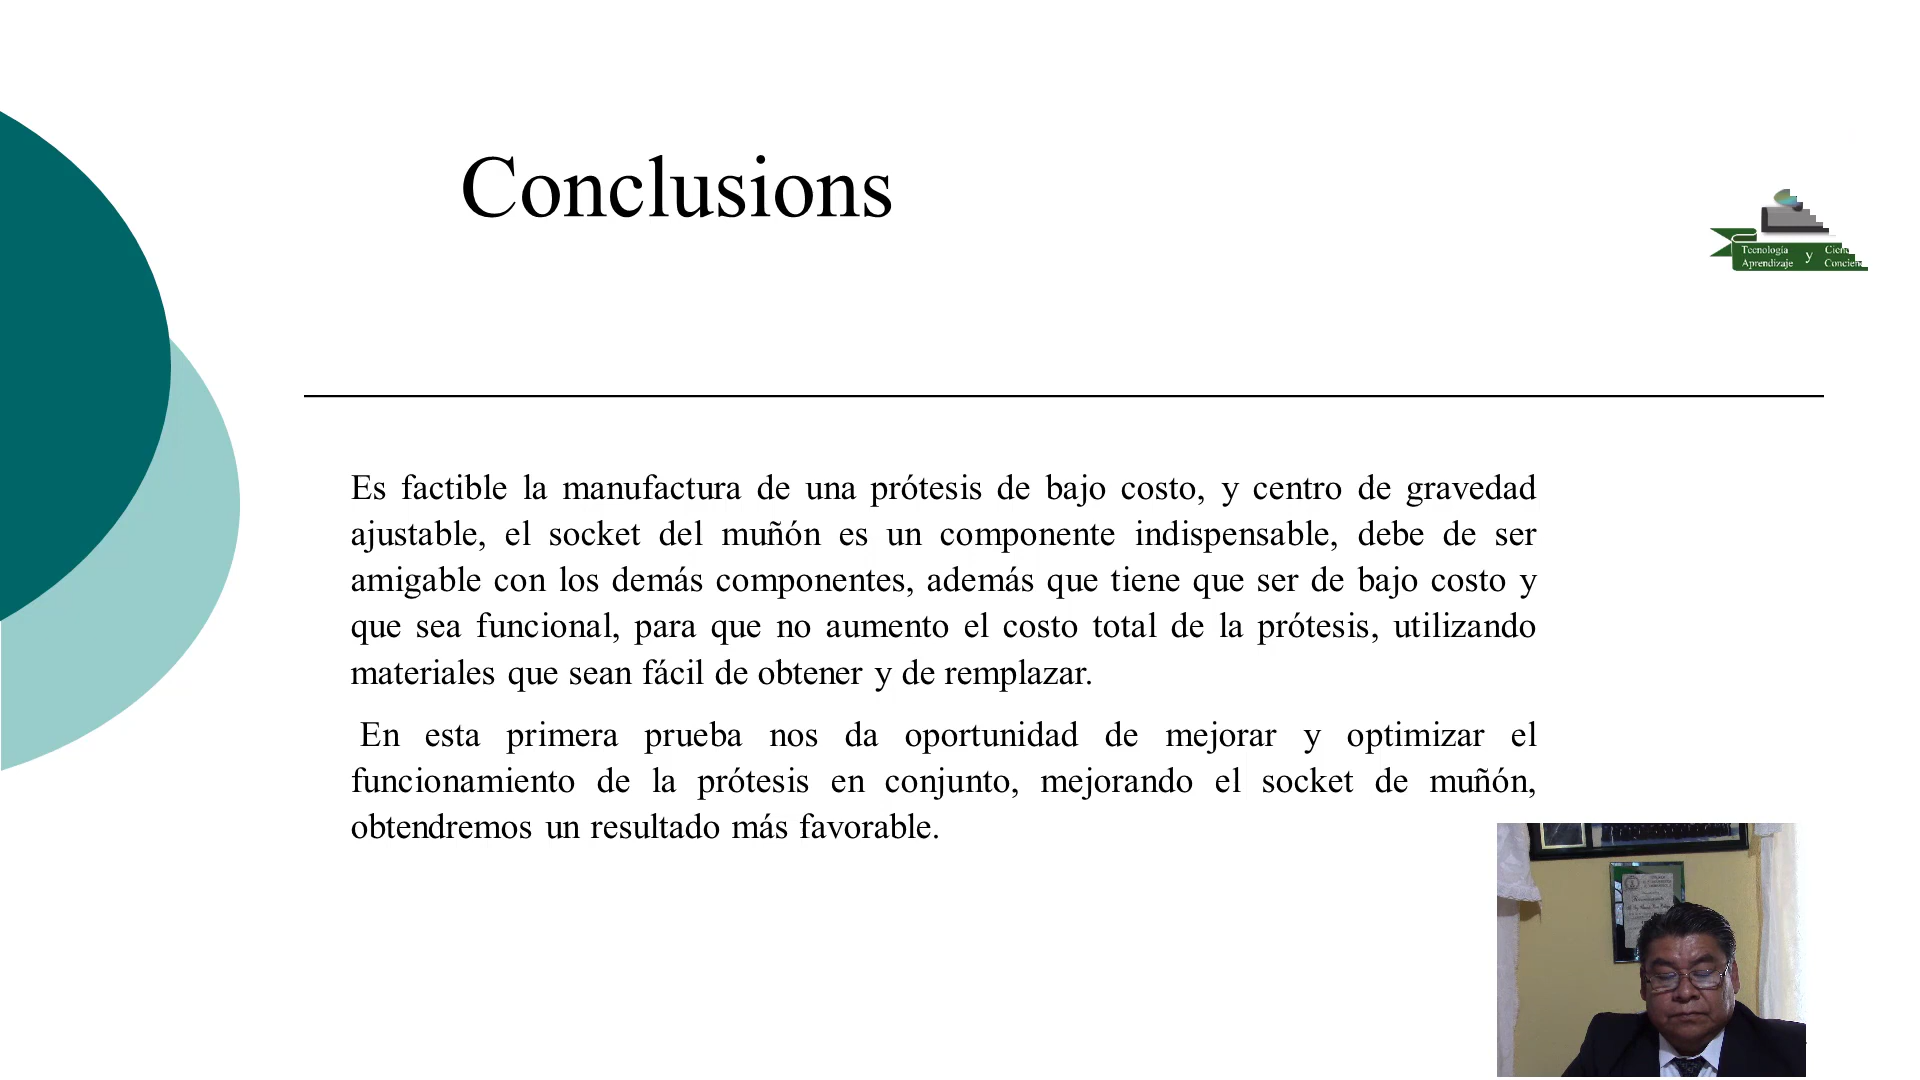 Conclusions
Tecnología
Aprendizaje
y
Es factible la manufactura de una prótesis de bajo costo, y centro de gravedad
ajustable, el socket del muñón es un componente indispensable, debe de ser
amigable con los demás componentes, además que tiene que ser de bajo costo y
que sea funcional, para que no aumento el costo total de la prótesis, utilizando
materiales que sean fácil de obtener y de remplazar.
En esta primera prueba nos da oportunidad de mejorar y optimizar el
funcionamiento de la prótesis en conjunto, mejorando el socket de muñón,
obtendremos un resultado más favorable.